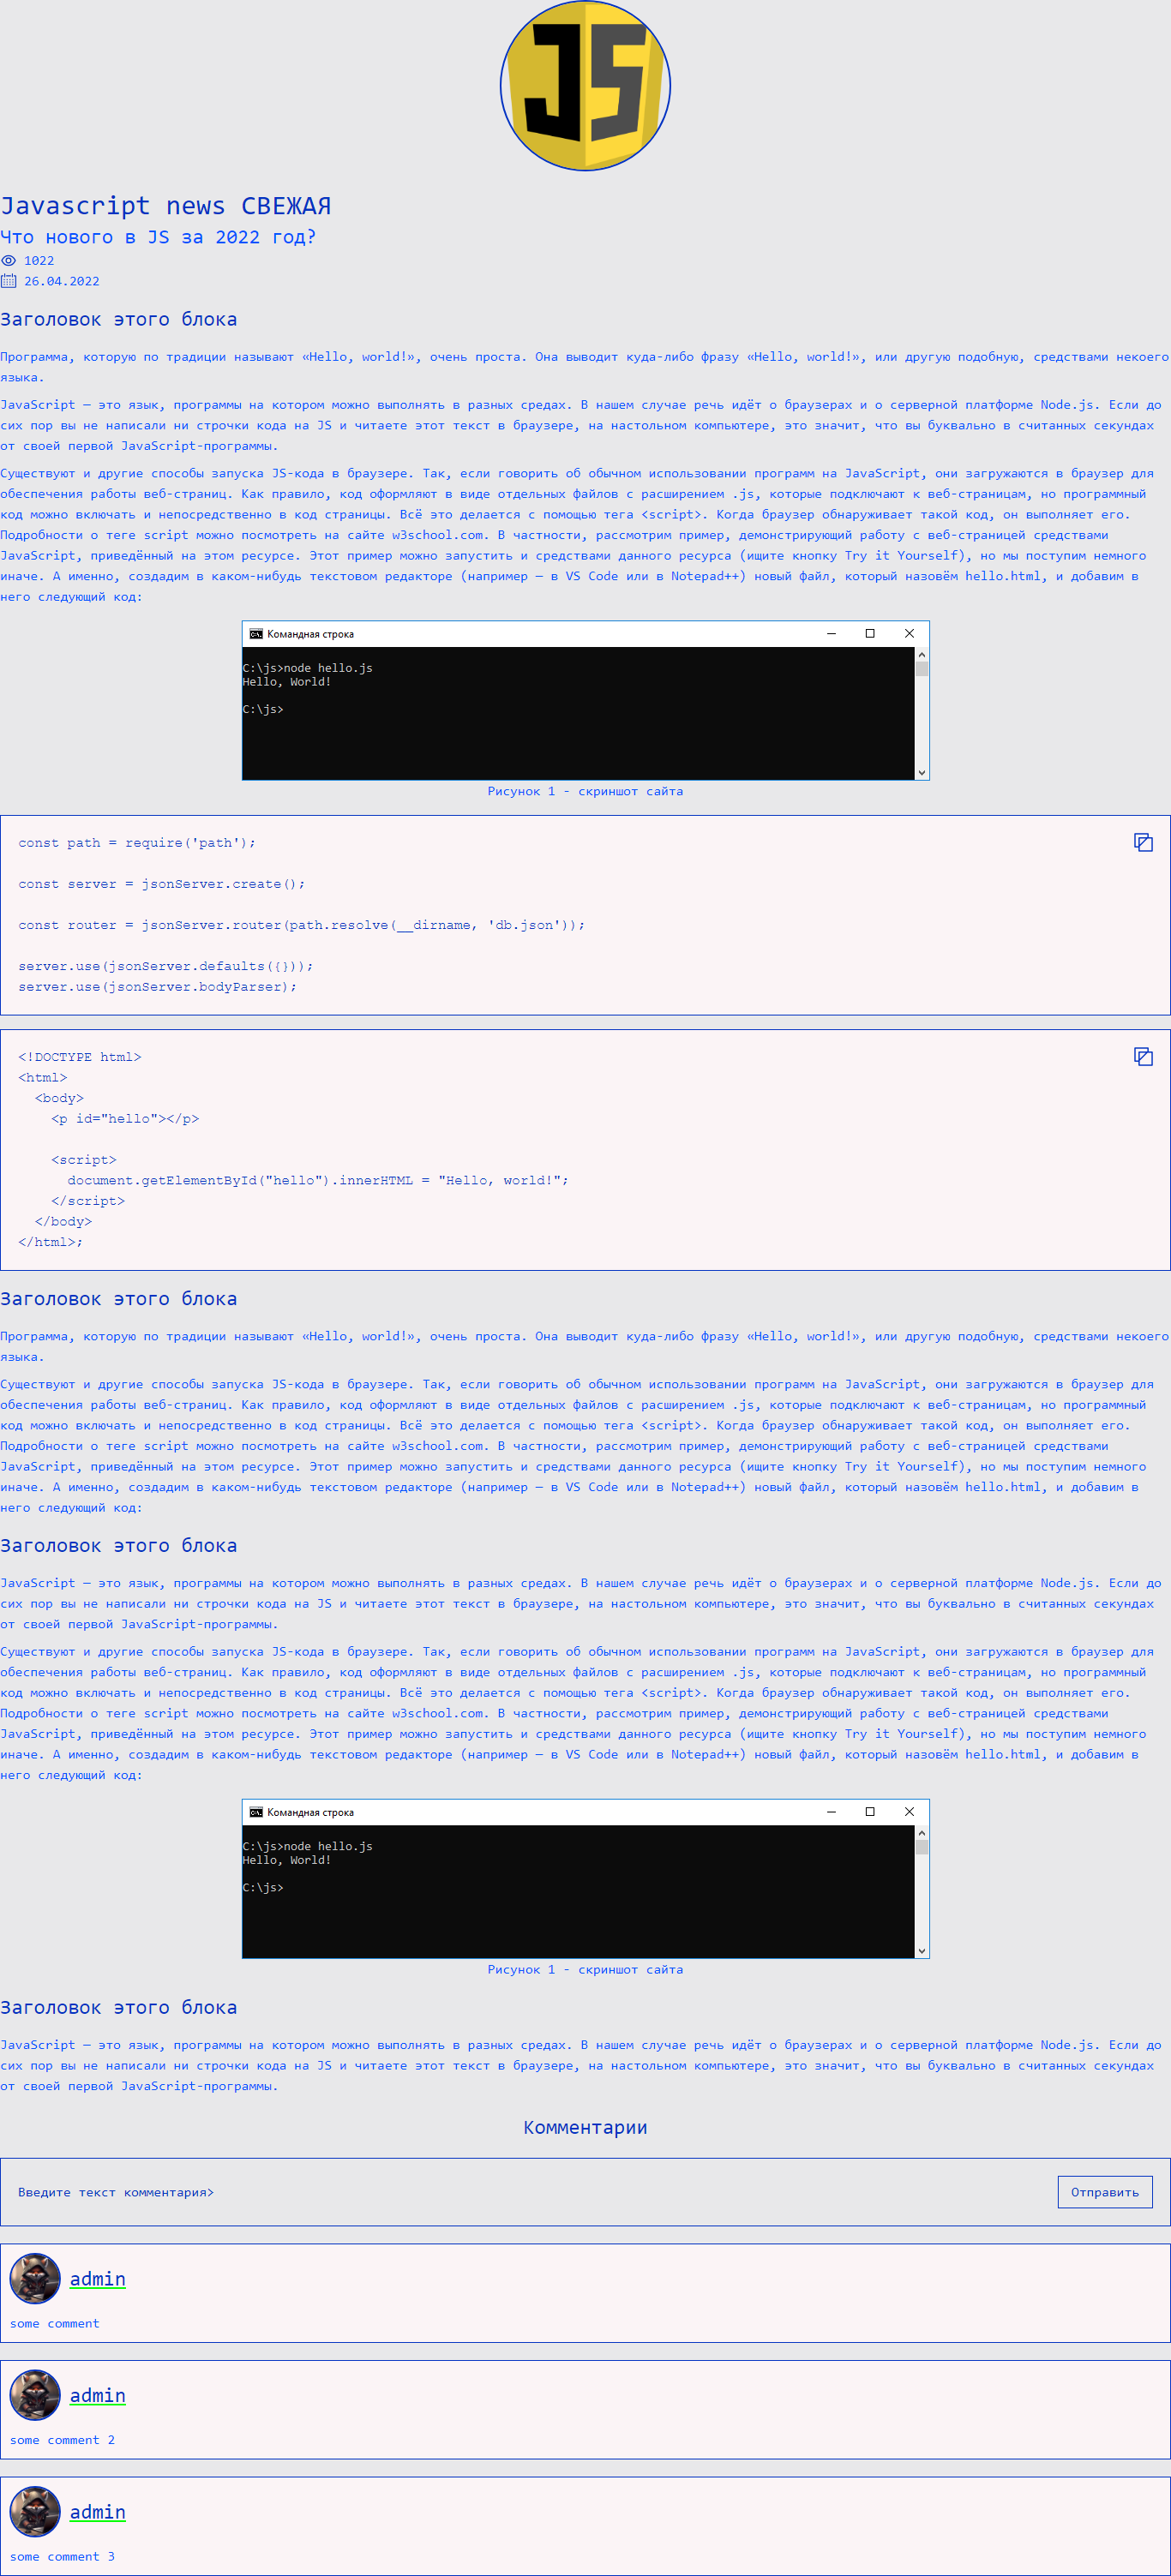 JS
Javascript news СВЕЖАЯ
Что нового в JS за 2022 год?
1022
26.04.2022
Заголовок этого блока
Программа, которую по традиции называют «Hello, world!», очень проста. Она выводит куда-либо фразу «Hello, world!», или другую подобную, средствами некоего
языка.
JavaScript — это язык, программы на котором можно выполнять в разных средах. В нашем случае речь идёт о браузерах и о серверной платформе Node.js. Если до
сих пор вы не написали ни строчки кода на JS и читаете этот текст в браузере, на настольном компьютере, это значит, что вы буквально в считанных секундах
от своей первой JavaScript-программы.
Существуют и другие способы запуска JS-кода в браузере. Так, если говорить об обычном использовании программ на JavaScript, они загружаются в браузер для
обеспечения работы веб-страниц. Как правило, код оформляют в виде отдельных файлов с расширением .js, которые подключают к веб-страницам, но программный
код можно включать и непосредственно в код страницы. Всё это делается с помощью тега <script>. Когда браузер обнаруживает такой код, он выполняет его.
Подробности о теге script можно посмотреть на сайте w3school.com. В частности, рассмотрим пример, демонстрирующий работу с веб-страницей средствами
JavaScript, приведённый на этом ресурсе. Этот пример можно запустить и средствами данного ресурса (ищите кнопку Try it Yourself), но мы поступим немного
иначе. А именно, создадим в каком-нибудь текстовом редакторе (например — в VS Code или в Notepad++) новый файл, который назовём hello.html, и добавим в
него следующий код:
Командная строка
C:\js>node hello.js
Hello, World!
C:\js>
Рисунок 1 - скриншот сайта
const path = require('path');
const server = jsonServer.create();
const router = jsonServer.router(path.resolve(__dirname, 'db.json'));
server.use(jsonServer.defaults({}));
server.use(jsonServer.bodyParser);
<!DOCTYPE html>
<html>
  <body>
    <p id="hello"></p>
    <script>
      document.getElementById("hello").innerHTML = "Hello, world!";
    </script>
  </body>
</html>;
Заголовок этого блока
Программа, которую по традиции называют «Hello, world!», очень проста. Она выводит куда-либо фразу «Hello, world!», или другую подобную, средствами некоего
языка.
Существуют и другие способы запуска JS-кода в браузере. Так, если говорить об обычном использовании программ на JavaScript, они загружаются в браузер для
обеспечения работы веб-страниц. Как правило, код оформляют в виде отдельных файлов с расширением .js, которые подключают к веб-страницам, но программный
код можно включать и непосредственно в код страницы. Всё это делается с помощью тега <script>. Когда браузер обнаруживает такой код, он выполняет его.
Подробности о теге script можно посмотреть на сайте w3school.com. В частности, рассмотрим пример, демонстрирующий работу с веб-страницей средствами
JavaScript, приведённый на этом ресурсе. Этот пример можно запустить и средствами данного ресурса (ищите кнопку Try it Yourself), но мы поступим немного
иначе. А именно, создадим в каком-нибудь текстовом редакторе (например — в VS Code или в Notepad++) новый файл, который назовём hello.html, и добавим в
него следующий код:
Заголовок этого блока
JavaScript — это язык, программы на котором можно выполнять в разных средах. В нашем случае речь идёт о браузерах и о серверной платформе Node.js. Если до
сих пор вы не написали ни строчки кода на JS и читаете этот текст в браузере, на настольном компьютере, это значит, что вы буквально в считанных секундах
от своей первой JavaScript-программы.
Существуют и другие способы запуска JS-кода в браузере. Так, если говорить об обычном использовании программ на JavaScript, они загружаются в браузер для
обеспечения работы веб-страниц. Как правило, код оформляют в виде отдельных файлов с расширением .js, которые подключают к веб-страницам, но программный
код можно включать и непосредственно в код страницы. Всё это делается с помощью тега <script>. Когда браузер обнаруживает такой код, он выполняет его.
Подробности о теге script можно посмотреть на сайте w3school.com. В частности, рассмотрим пример, демонстрирующий работу с веб-страницей средствами
JavaScript, приведённый на этом ресурсе. Этот пример можно запустить и средствами данного ресурса (ищите кнопку Try it Yourself), но мы поступим немного
иначе. А именно, создадим в каком-нибудь текстовом редакторе (например — в VS Code или в Notepad++) новый файл, который назовём hello.html, и добавим в
него следующий код:
Командная строка
C:\js>node hello.js
Hello, World!
C:\js>
Рисунок 1 - скриншот сайта
Заголовок этого блока
JavaScript — это язык, программы на котором можно выполнять в разных средах. В нашем случае речь идёт о браузерах и о серверной платформе Node.js. Если до
сих пор вы не написали ни строчки кода на JS и читаете этот текст в браузере, на настольном компьютере, это значит, что вы буквально в считанных секундах
от своей первой JavaScript-программы.
Комментарии
Введите текст комментария>
Отправить
admin
some comment
admin
some comment 2
admin
some comment 3